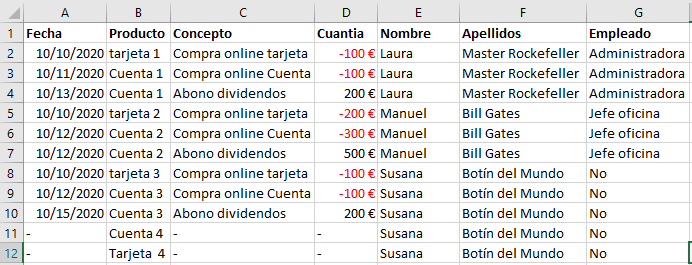 A B C D E F G
1 Fecha Producto Concepto Cuantia Nombre Apellidos Empleado
2 10/10/2020 tarjeta 1 Compra online tarjeta -100 € Laura Master Rockefeller Administradora
3 10/11/2020 Cuenta 1 Compra online Cuenta -100 € Laura Master Rockefeller Administradora
4 10/13/2020 Cuenta 1 Abono dividendos 200 € Laura Master Rockefeller Administradora
5 10/10/2020 tarjeta 2 Compra online tarjeta -200 € Manuel Bill Gates Jefe oficina
6 10/12/2020 Cuenta 2 Compra online Cuenta -300 € Manuel Bill Gates Jefe oficina
7 10/12/2020 Cuenta 2 Abono dividendos 500 € Manuel Bill Gates Jefe oficina
8 10/10/2020 tarjeta 3 Compra online tarjeta -100 € Susana Botín del Mundo No
9 10/12/2020 Cuenta 3 Compra online Cuenta -100 € Susana Botín del Mundo No
10 10/15/2020 Cuenta 3 Abono dividendos 200 € Susana Botín del Mundo No
11 - Cuenta 4 - - Susana Botín del Mundo No
12 - Tarjeta 4 - - Susana Botín del Mundo No